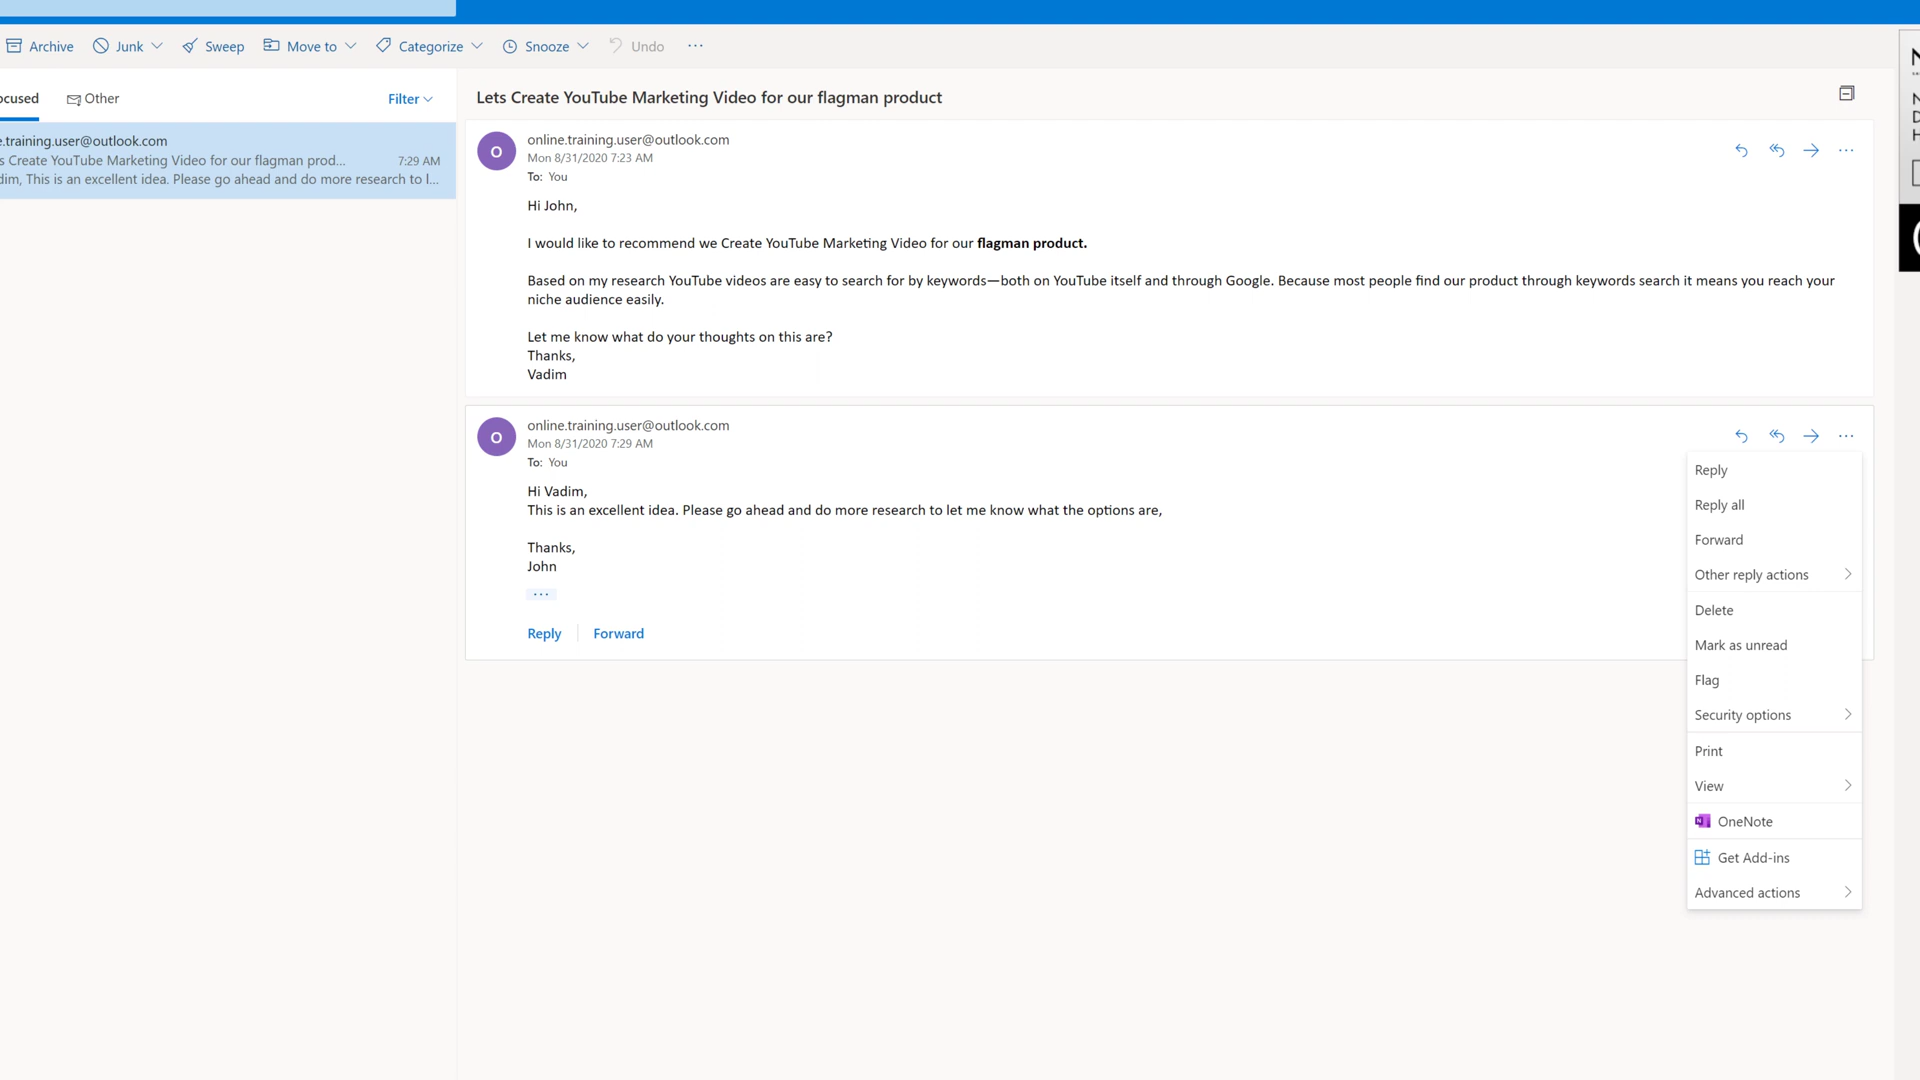 Archive Junk Sweep Move to Categorize Snooze Undo ...
ocused Other Filter
e.training.user@outlook.com
s Create YouTube Marketing Video for our flagman prod... 7:29 AM
dim, This is an excellent idea. Please go ahead and do more research to l...
Lets Create YouTube Marketing Video for our flagman product
O
online.training.user@outlook.com
Mon 8/31/2020 7:23 AM
To: You
Hi John,
I would like to recommend we Create YouTube Marketing Video for our flagman product.
Based on my research YouTube videos are easy to search for by keywords—both on YouTube itself and through Google. Because most people find our product through keywords search it means you reach your
niche audience easily.
Let me know what do your thoughts on this are?
Thanks,
Vadim
O
online.training.user@outlook.com
Mon 8/31/2020 7:29 AM
To: You
Hi Vadim,
This is an excellent idea. Please go ahead and do more research to let me know what the options are,
Thanks,
John
...
Reply Forward
Reply
Reply all
Forward
Other reply actions
Delete
Mark as unread
Flag
Security options
Print
View
OneNote
Get Add-ins
Advanced actions